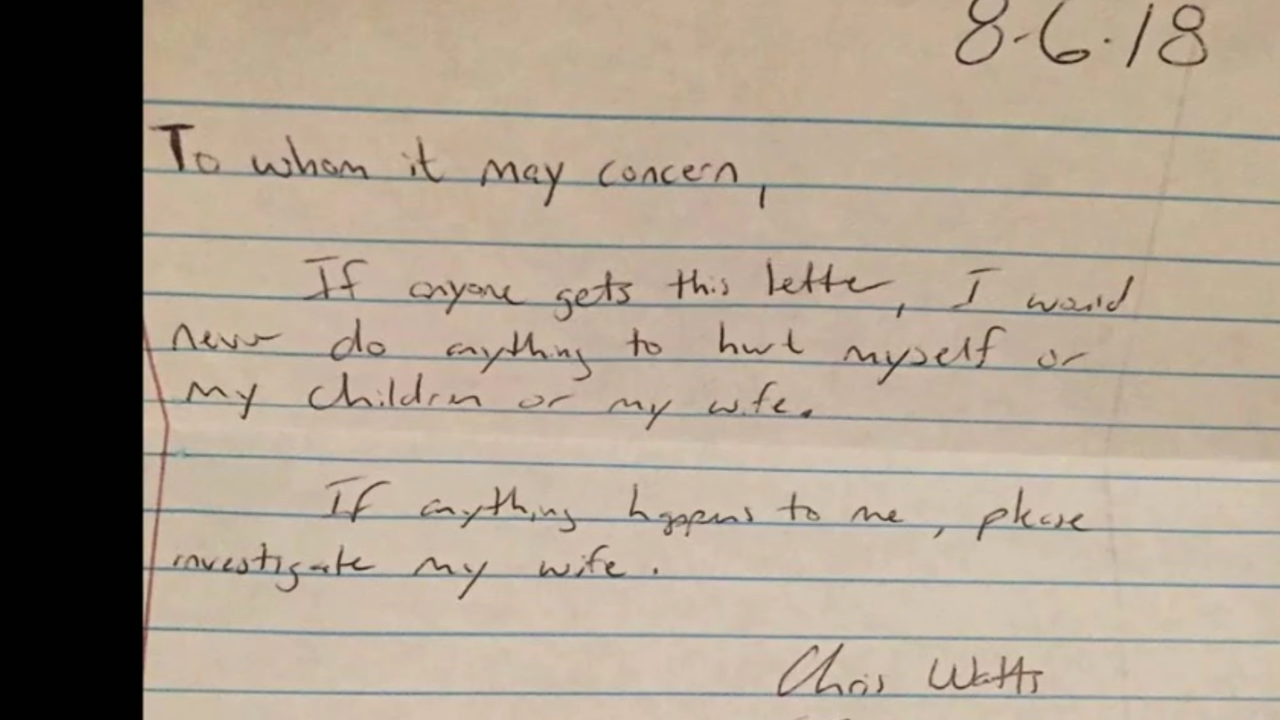 8-6-18
To whom it may concern,
If anyone gets this letter, I would
never do anything to hurt myself or
my children or my wife.
If anything happens to me, please
investigate my wife.
Chris Watts